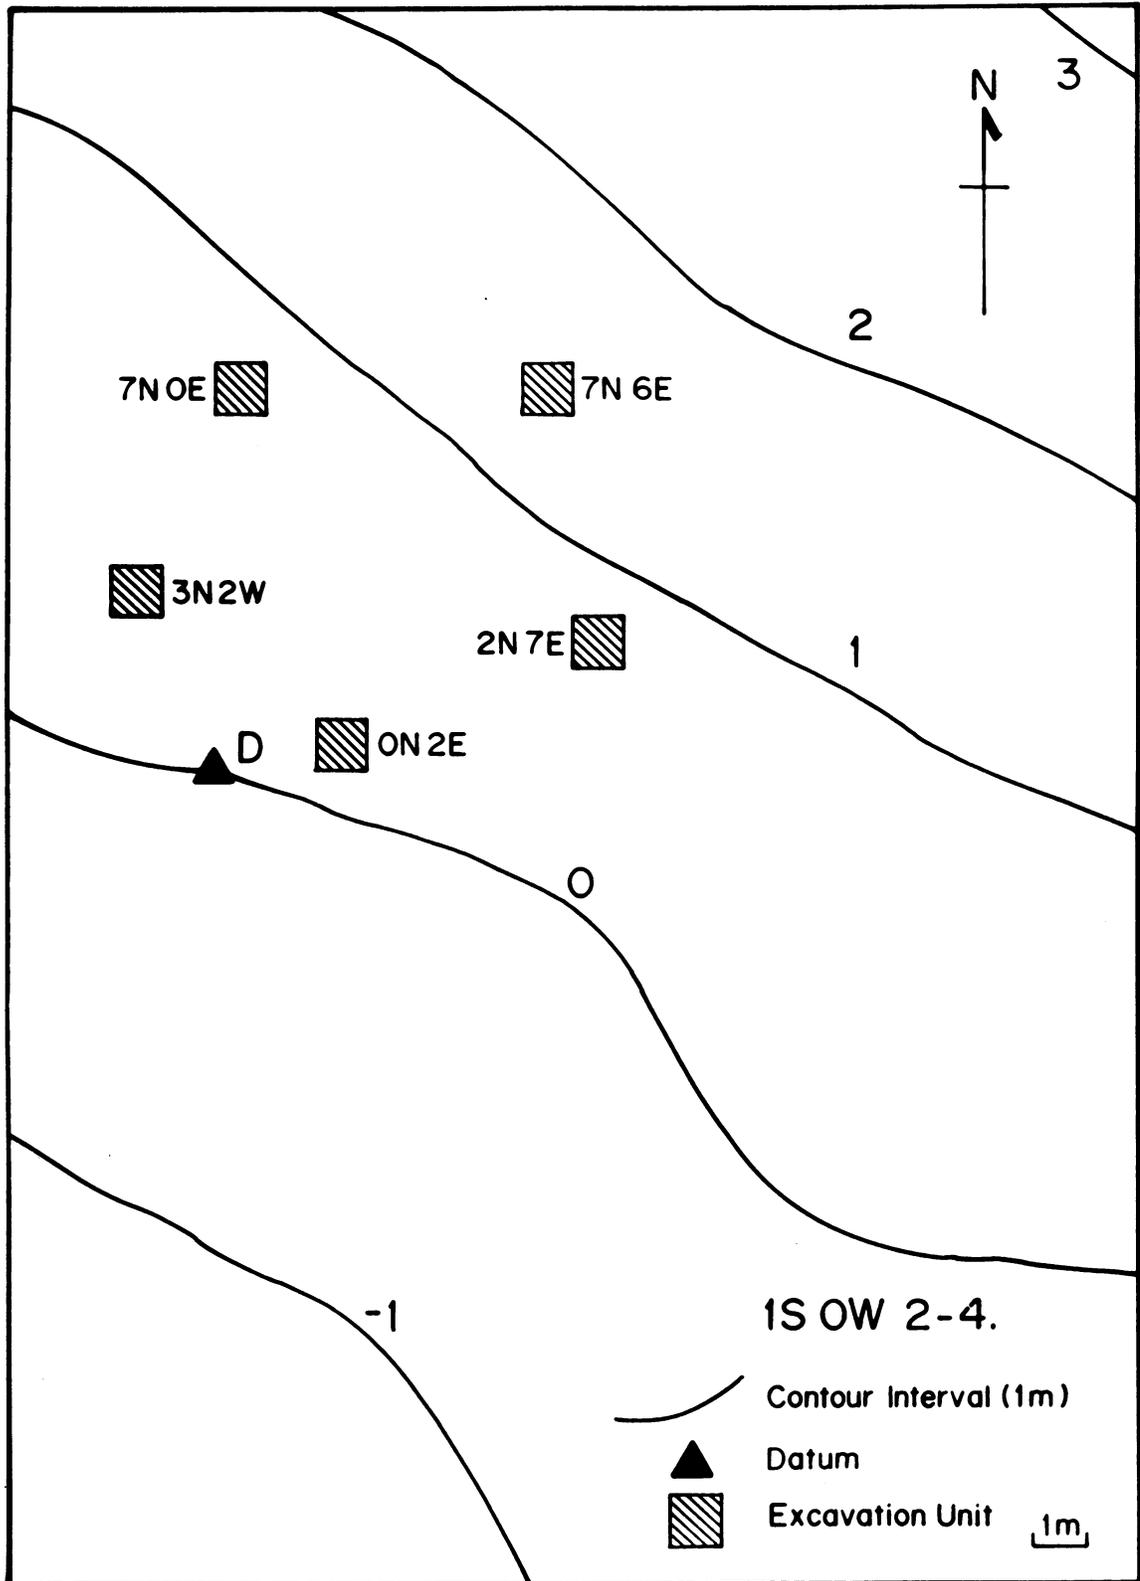 3
N
2
7N 0E
7N 6E
3N 2W
2N 7E
1
D
0N 2E
0
-1
1S 0W 2-4.
Contour Interval (1m)
Datum
Excavation Unit
1m